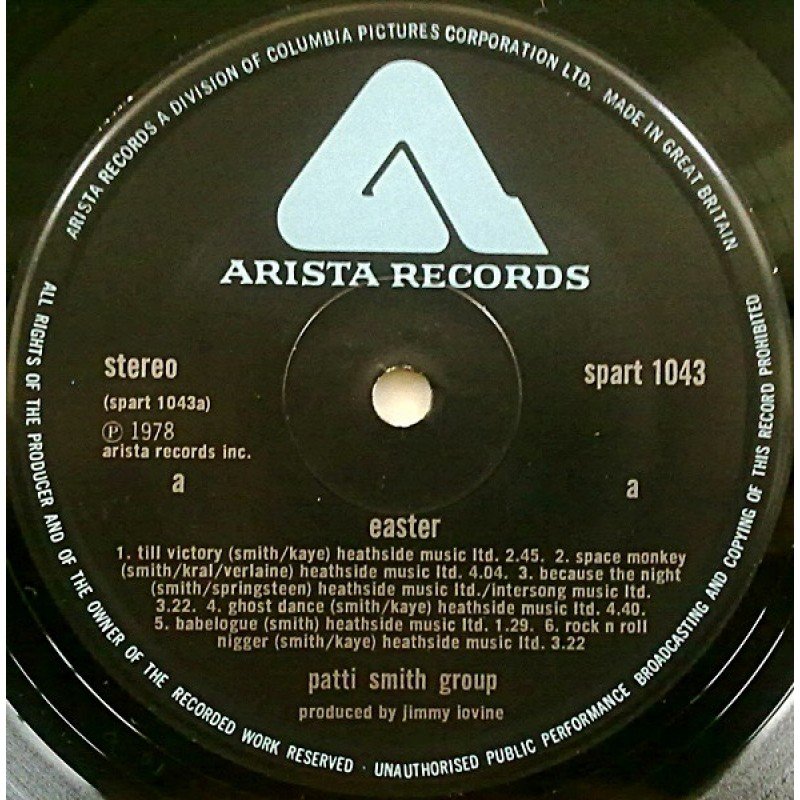 ARISTA RECORDS A DIVISION OF COLUMBIA PICTURES CORPORATION LTD. MADE IN GREAT BRITAIN
ARISTA RECORDS
stereo
spart 1043
(spart 1043a)
℗ 1978
arista records inc.
a
a
easter
1. till victory (smith/kaye) heathside music ltd. 2.45. 2. space monkey
(smith/kral/verlaine) heathside music ltd. 4.04. 3. because the night
(smith/springsteen) heathside music ltd./intersong music ltd.
3.22. 4. ghost dance (smith/kaye) heathside music ltd. 4.40.
5. babelogue (smith) heathside music ltd. 1.29. 6. rock n roll
nigger (smith/kaye) heathside music ltd. 3.22
patti smith group
produced by jimmy iovine
ALL RIGHTS OF THE PRODUCER AND OF THE OWNER OF THE RECORDED WORK RESERVED · UNAUTHORISED PUBLIC PERFORMANCE BROADCASTING AND COPYING OF THIS RECORD PROHIBITED